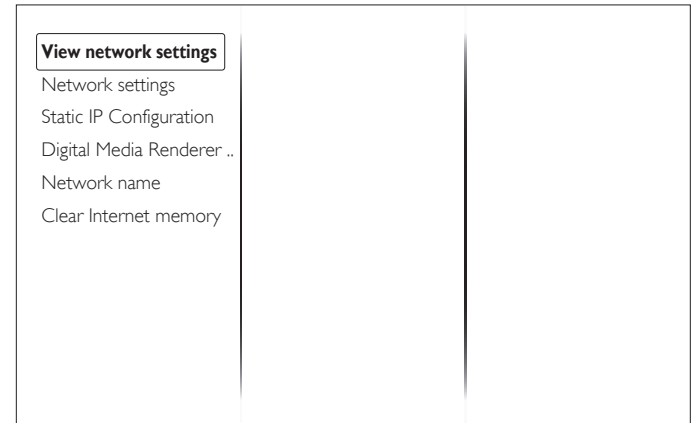 View network settings
Network settings
Static IP Configuration
Digital Media Renderer ..
Network name
Clear Internet memory